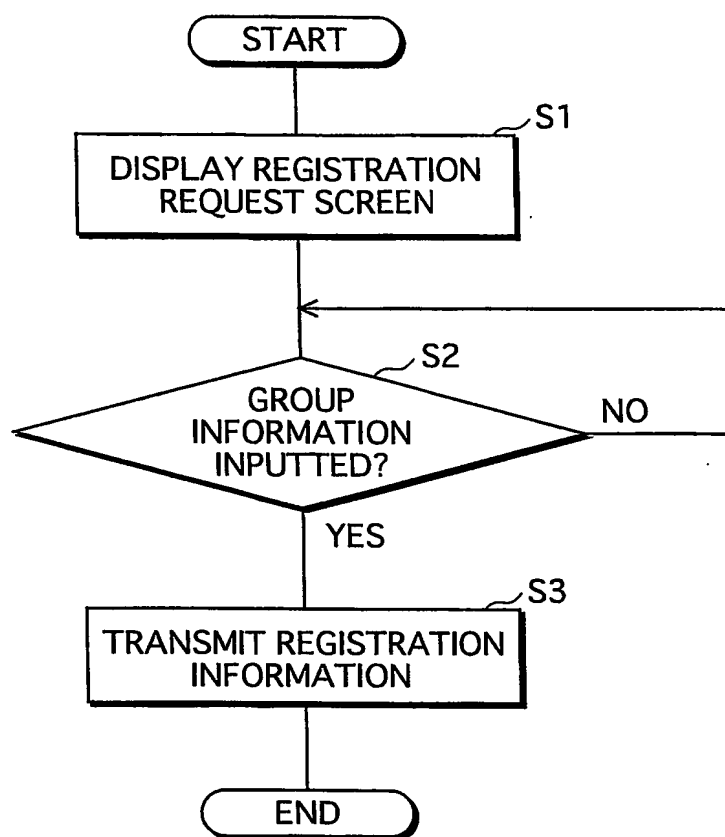 START
S1
DISPLAY REGISTRATION
REQUEST SCREEN
S2
GROUP
INFORMATION
INPUTTED?
NO
YES
S3
TRANSMIT REGISTRATION
INFORMATION
END